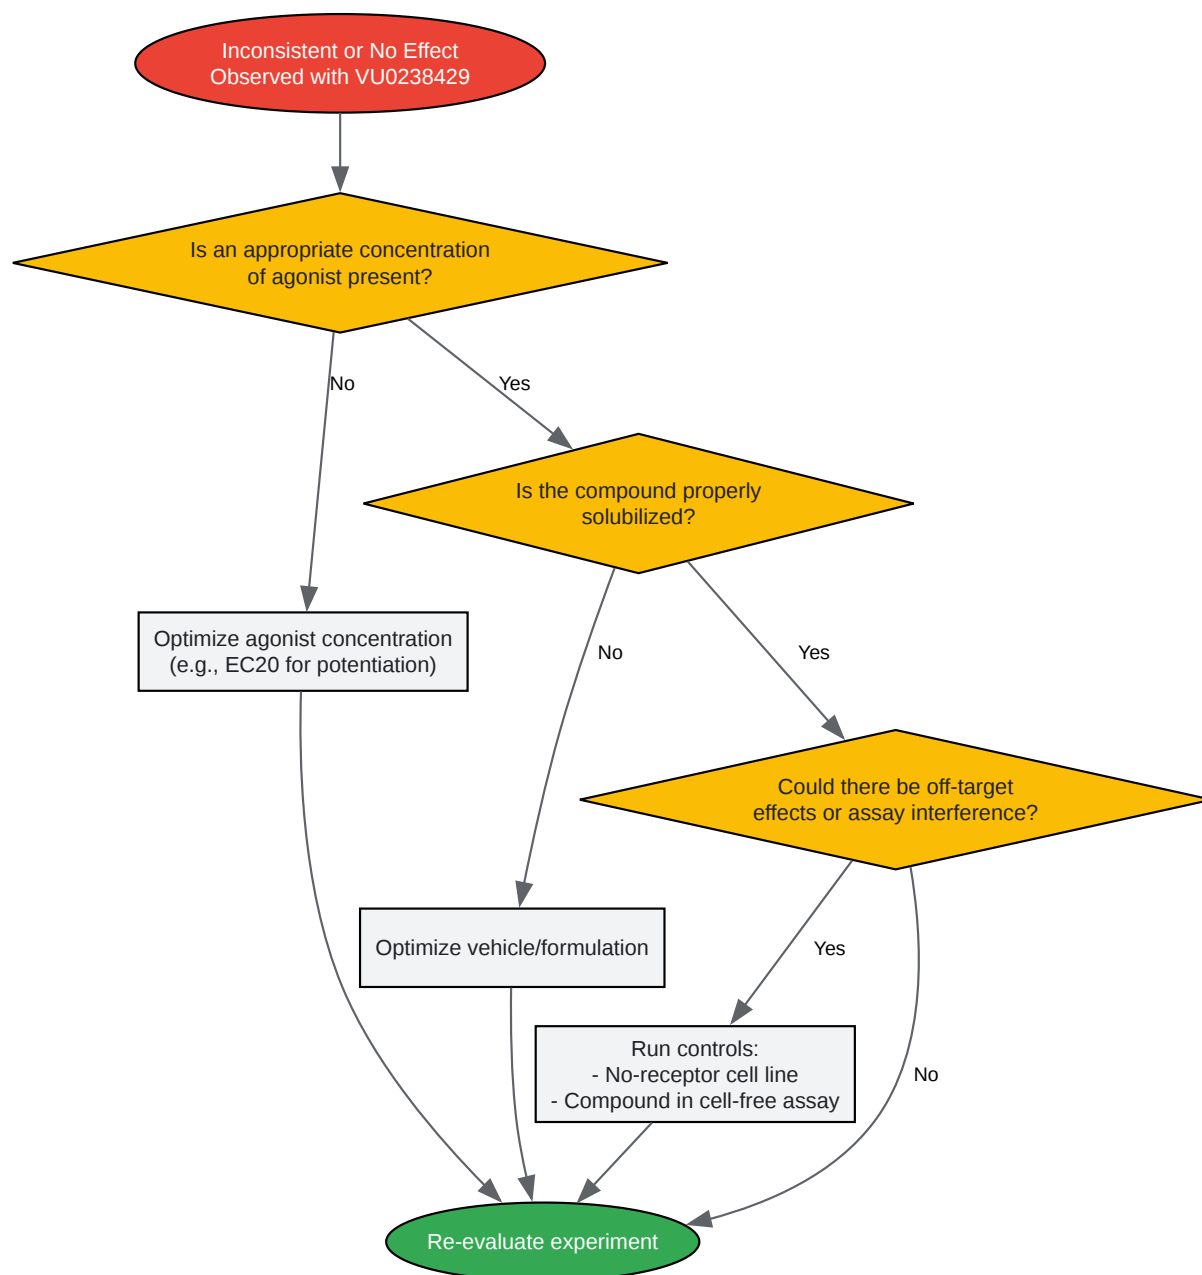 Inconsistent or No Effect
Observed with VU0238429
Is an appropriate concentration
of agonist present?
No
Yes
Is the compound properly
solubilized?
Optimize agonist concentration
(e.g., EC20 for potentiation)
No
Yes
Could there be off-target
effects or assay interference?
Optimize vehicle/formulation
Yes
Run controls:
- No-receptor cell line
- Compound in cell-free assay
No
Re-evaluate experiment